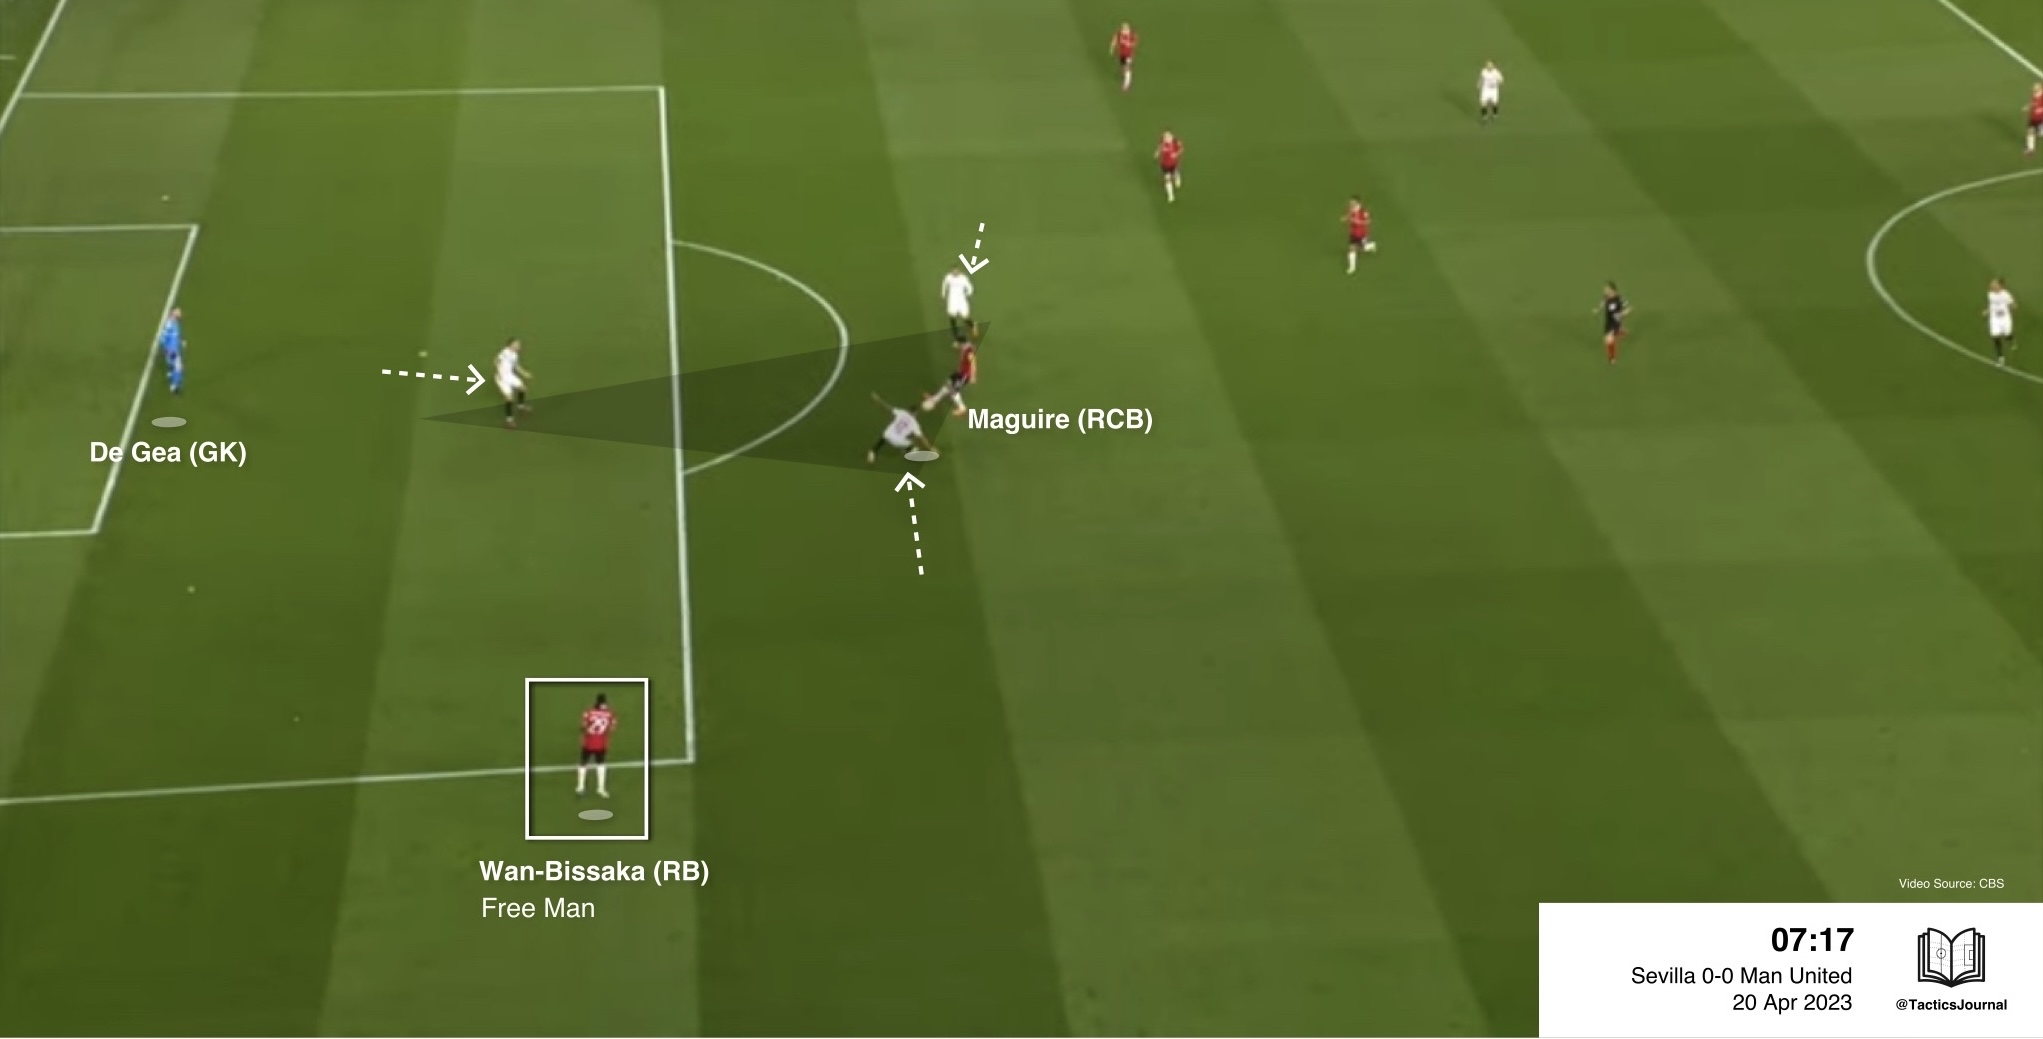 De Gea (GK)
Maguire (RCB)
29
Wan-Bissaka (RB)
Free Man
Video Source: CBS
07:17
Sevilla 0-0 Man United
20 Apr 2023
@TacticsJournal